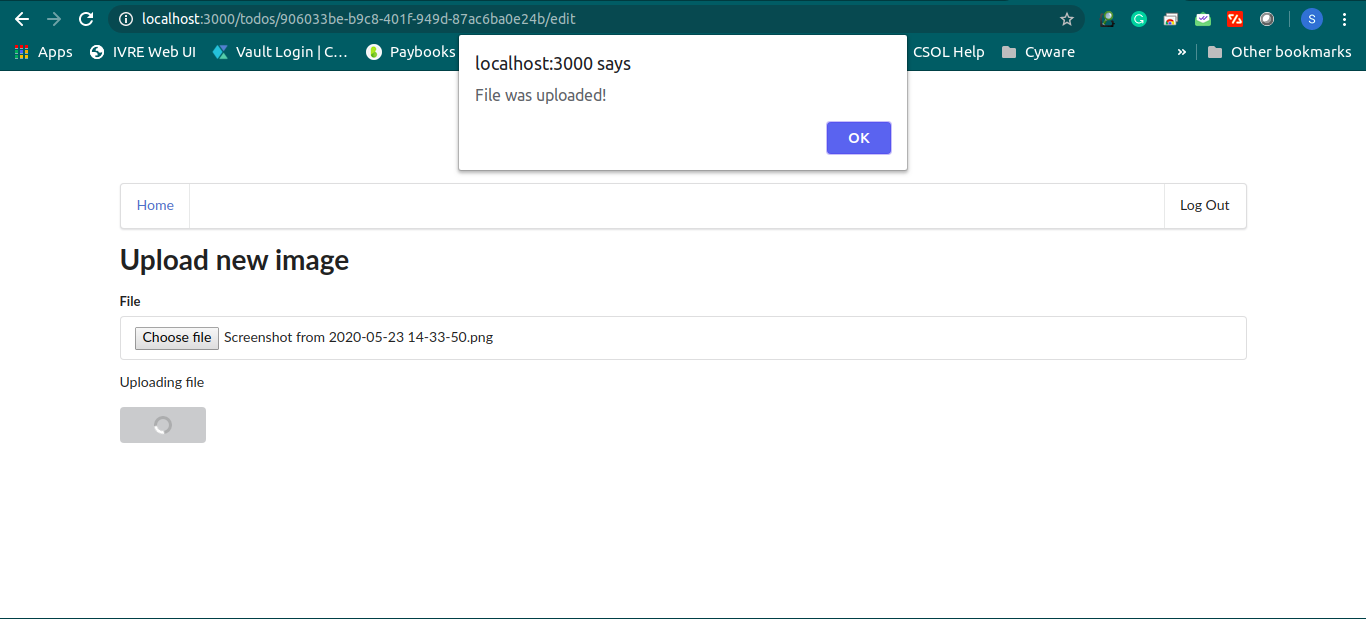 localhost:3000/todos/906033be-b9c8-401f-949d-87ac6ba0e24b/edit
S
Apps IVRE Web UI Vault Login | C… Paybooks CSOL Help Cyware » Other bookmarks
localhost:3000 says
File was uploaded!
OK
Home Log Out
Upload new image
File
Choose file Screenshot from 2020-05-23 14-33-50.png
Uploading file